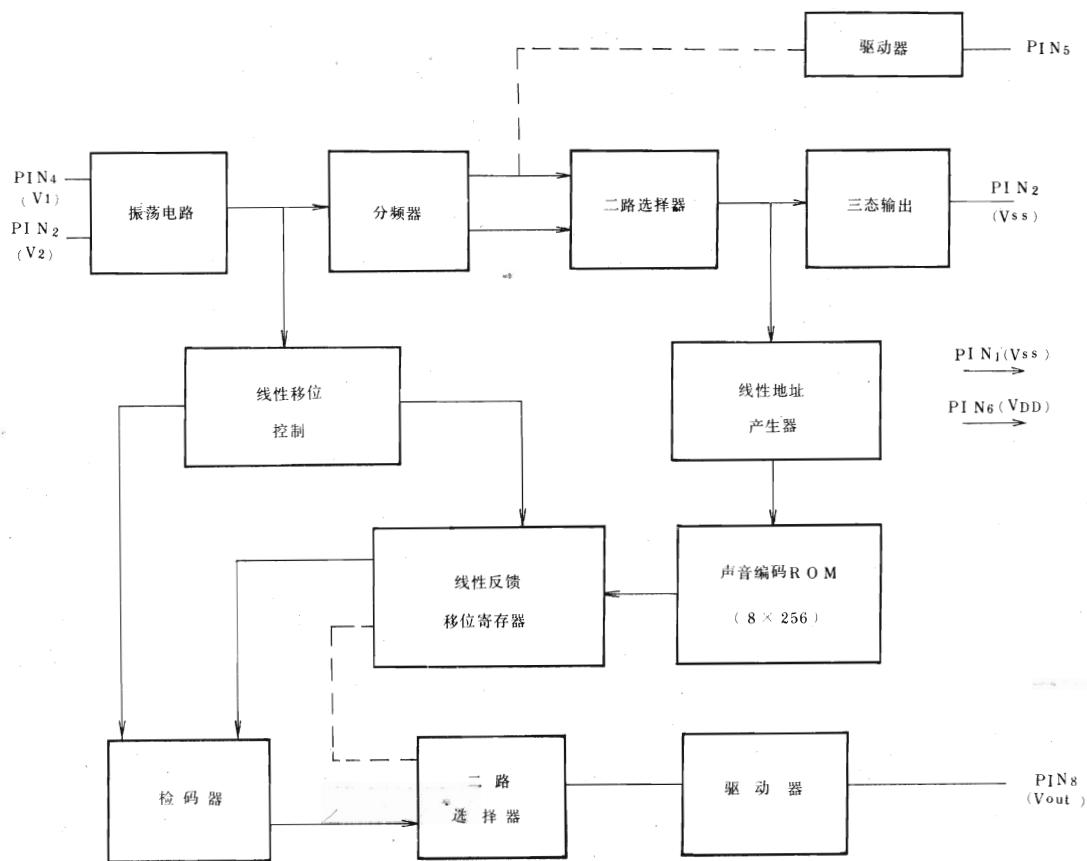 驱动器
PIN5
PIN4
(V1)
PIN2
(V2)
振荡电路
分频器
二路选择器
三态输出
PIN2
(Vss)
线性移位
控制
线性地址
产生器
PIN1(Vss)
PIN6(VDD)
线性反馈
移位寄存器
声音编码ROM
(8×256)
检码器
二路
选择器
驱动器
PIN8
(Vout)